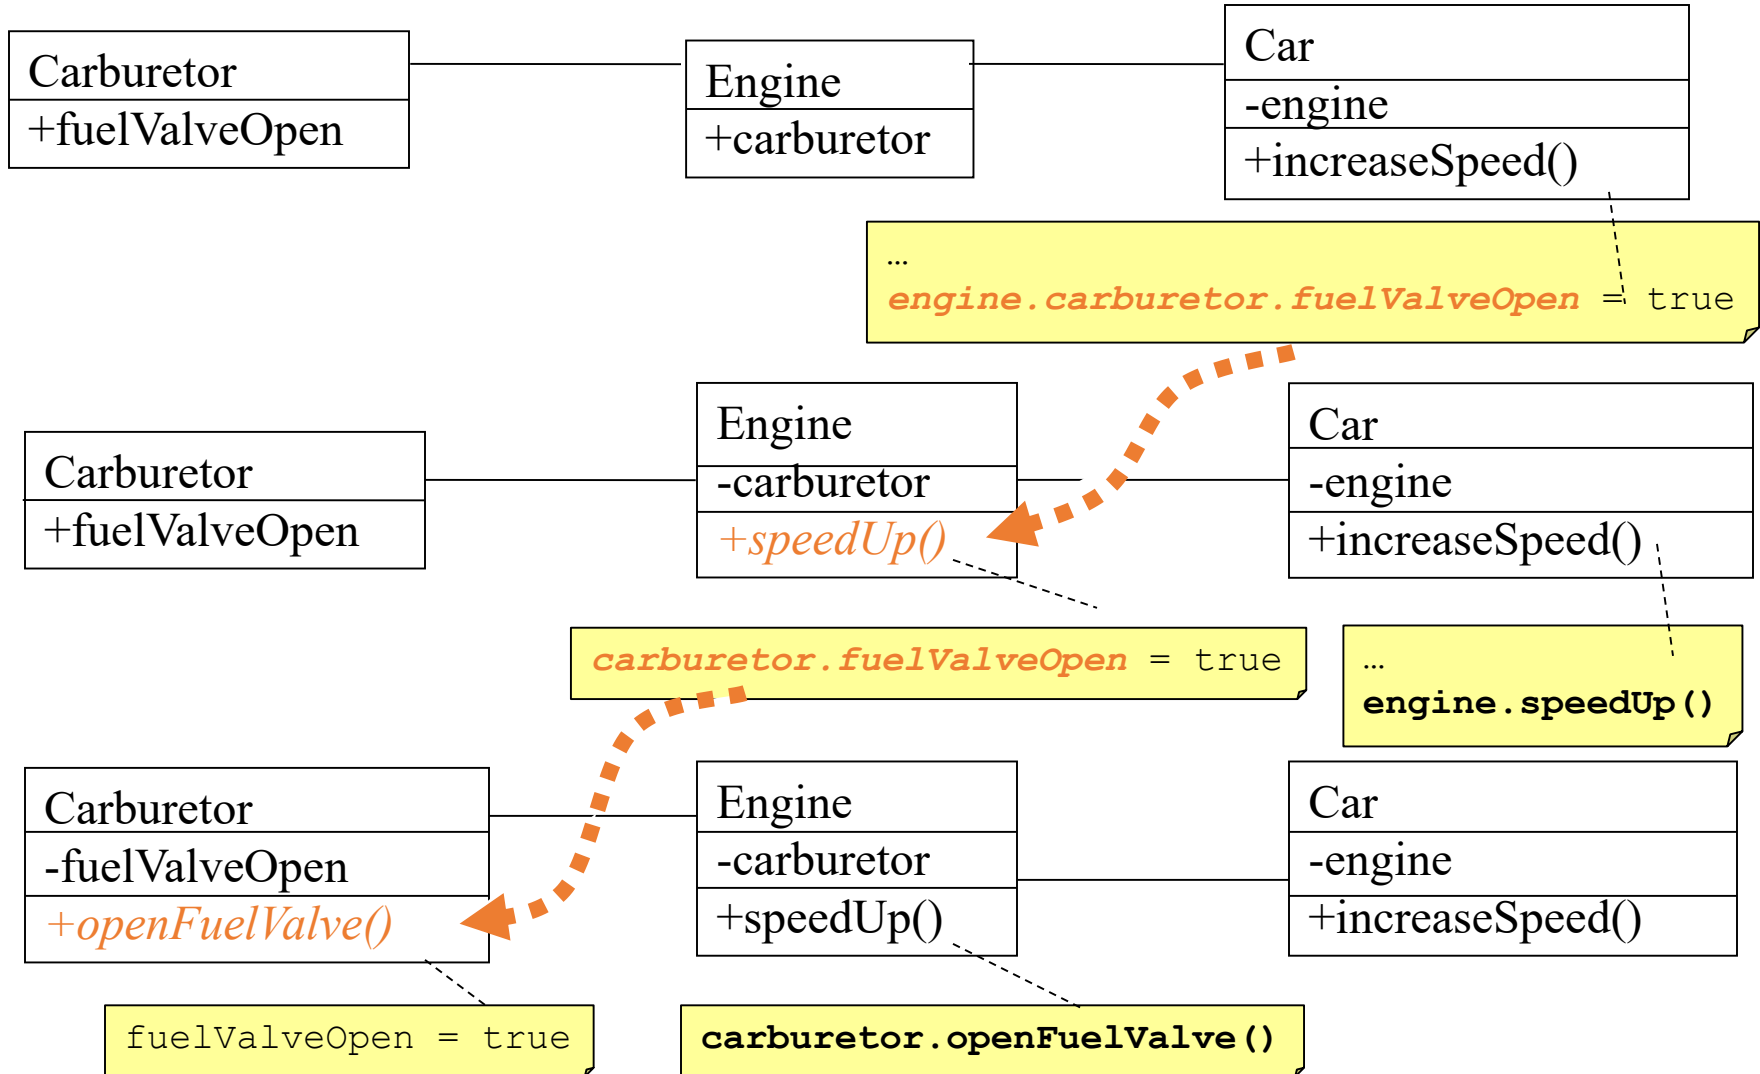 Carburetor
+fuelValveOpen
Engine
+carburetor
Car
-engine
+increaseSpeed()
...
engine.carburetor.fuelValveOpen = true
Carburetor
+fuelValveOpen
Engine
-carburetor
+speedUp()
Car
-engine
+increaseSpeed()
carburetor.fuelValveOpen = true
...
engine.speedUp()
Carburetor
-fuelValveOpen
+openFuelValve()
Engine
-carburetor
+speedUp()
Car
-engine
+increaseSpeed()
fuelValveOpen = true
carburetor.openFuelValve()